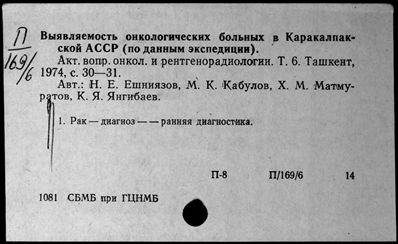 П
169/6
Выявляемость онкологических больных в Каракалпак-
ской АССР (по данным экспедиции).
Акт. вопр. онкол. и рентгенорадиологии. Т. 6. Ташкент,
1974, с. 30—31.
Авт.: Н. Е. Ешниязов, М. К. Кабулов, Х. М. Матму-
ратов, К. Я. Янгибаев.
1. Рак — диагноз — — ранняя диагностика.
П-8 П/169/6 14
1081 СБМБ при ГЦНМБ